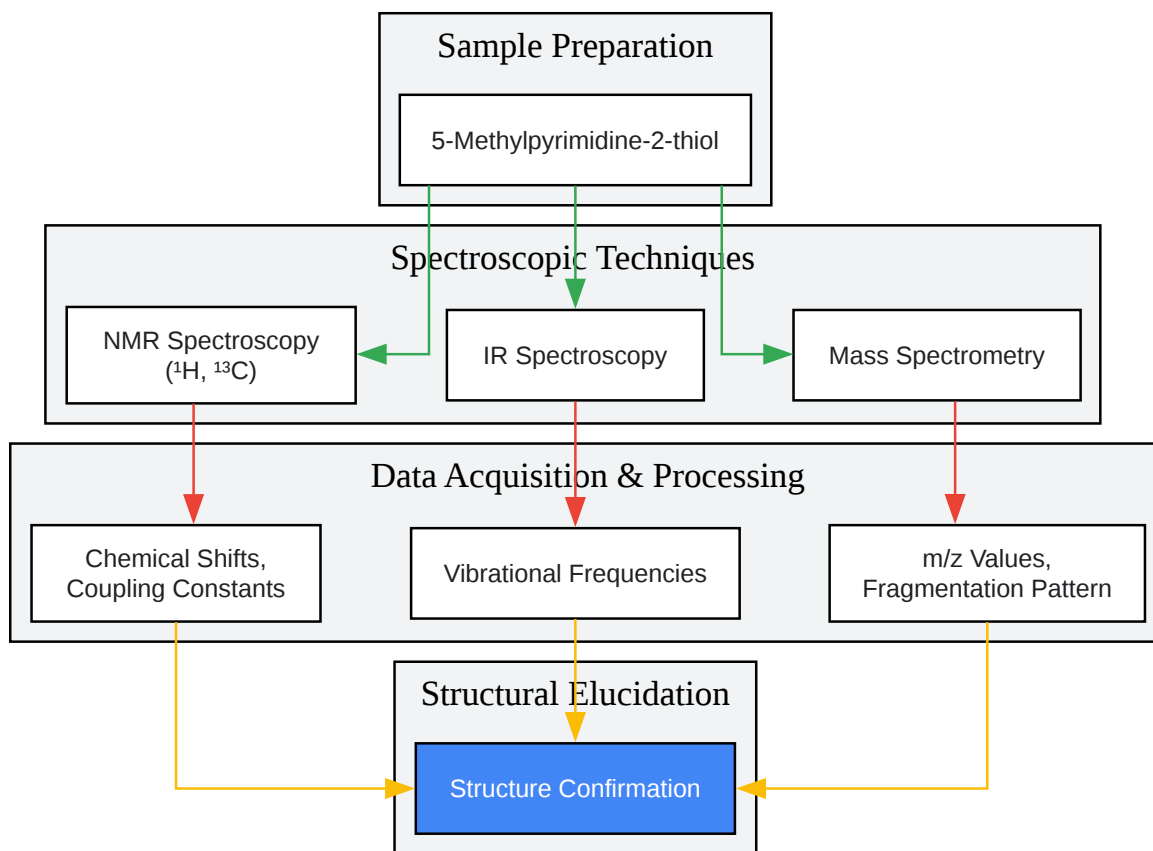 Sample Preparation
5-Methylpyrimidine-2-thiol
Spectroscopic Techniques
NMR Spectroscopy
(¹H, ¹³C)
IR Spectroscopy
Mass Spectrometry
Data Acquisition & Processing
Chemical Shifts,
Coupling Constants
Vibrational Frequencies
m/z Values,
Fragmentation Pattern
Structural Elucidation
Structure Confirmation